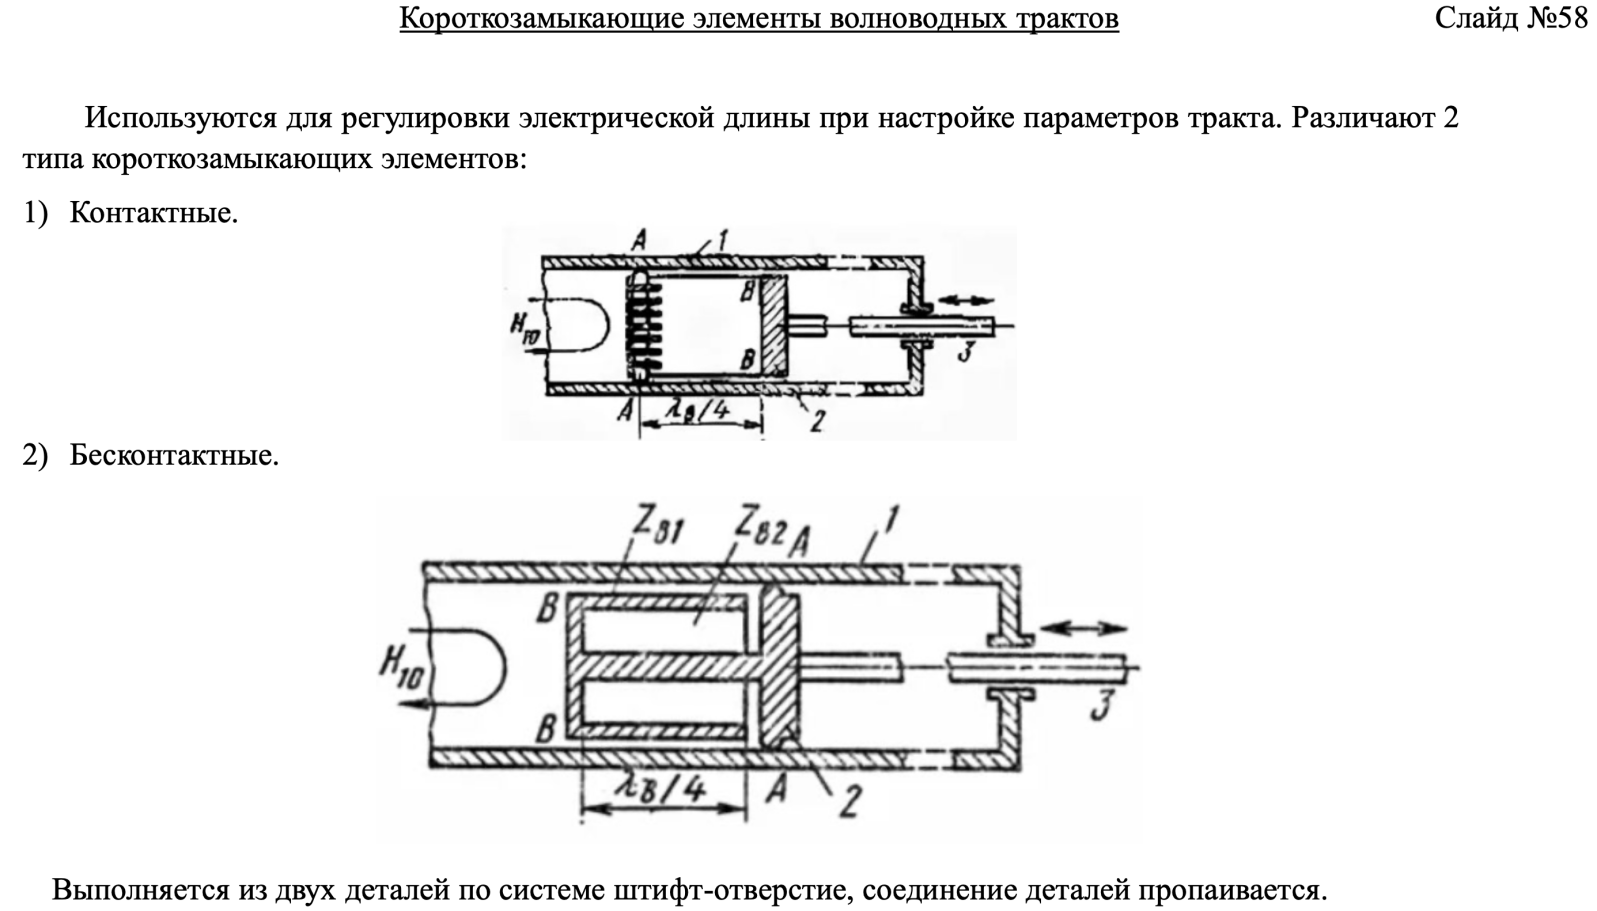 Короткозамыкающие элементы волноводных трактов Слайд №58
Используются для регулировки электрической длины при настройке параметров тракта. Различают 2
типа короткозамыкающих элементов:
1) Контактные.
A 1
B
H10
B 3
A λв/4 2
2) Бесконтактные.
ZВ1 ZВ2 A 1
B
H10
B 3
λВ/4 A 2
Выполняется из двух деталей по системе штифт-отверстие, соединение деталей пропаивается.